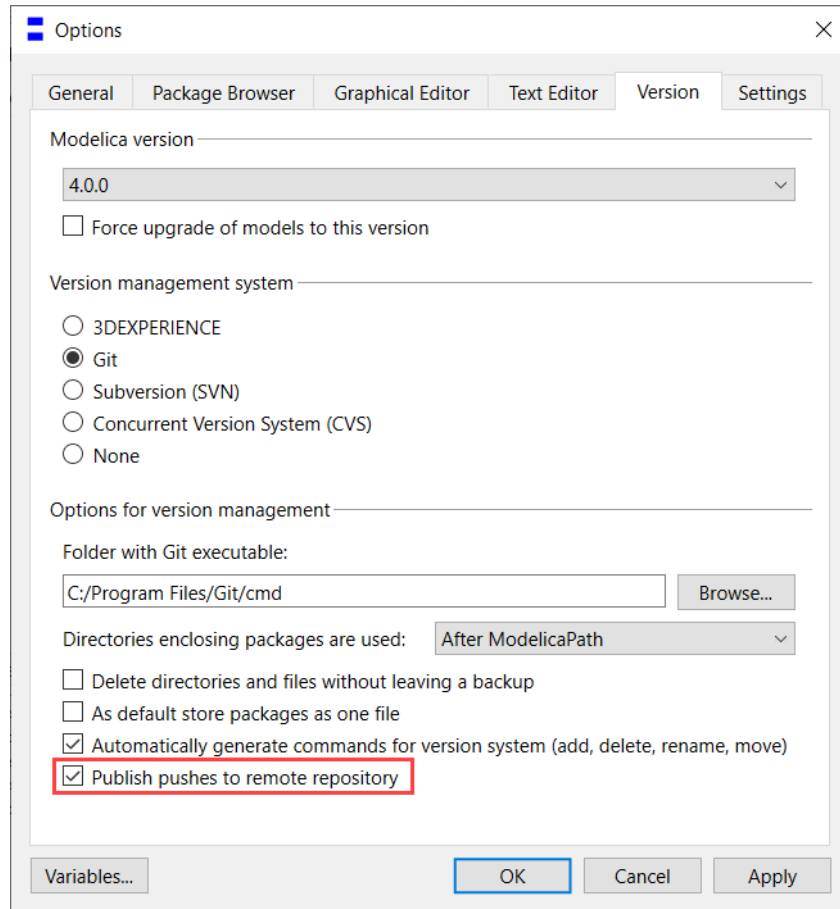 Options
General Package Browser Graphical Editor Text Editor Version Settings
Modelica version
4.0.0
Force upgrade of models to this version
Version management system
3DEXPERIENCE
Git
Subversion (SVN)
Concurrent Version System (CVS)
None
Options for version management
Folder with Git executable:
C:/Program Files/Git/cmd Browse...
Directories enclosing packages are used: After ModelicaPath
Delete directories and files without leaving a backup
As default store packages as one file
Automatically generate commands for version system (add, delete, rename, move)
Publish pushes to remote repository
Variables... OK Cancel Apply